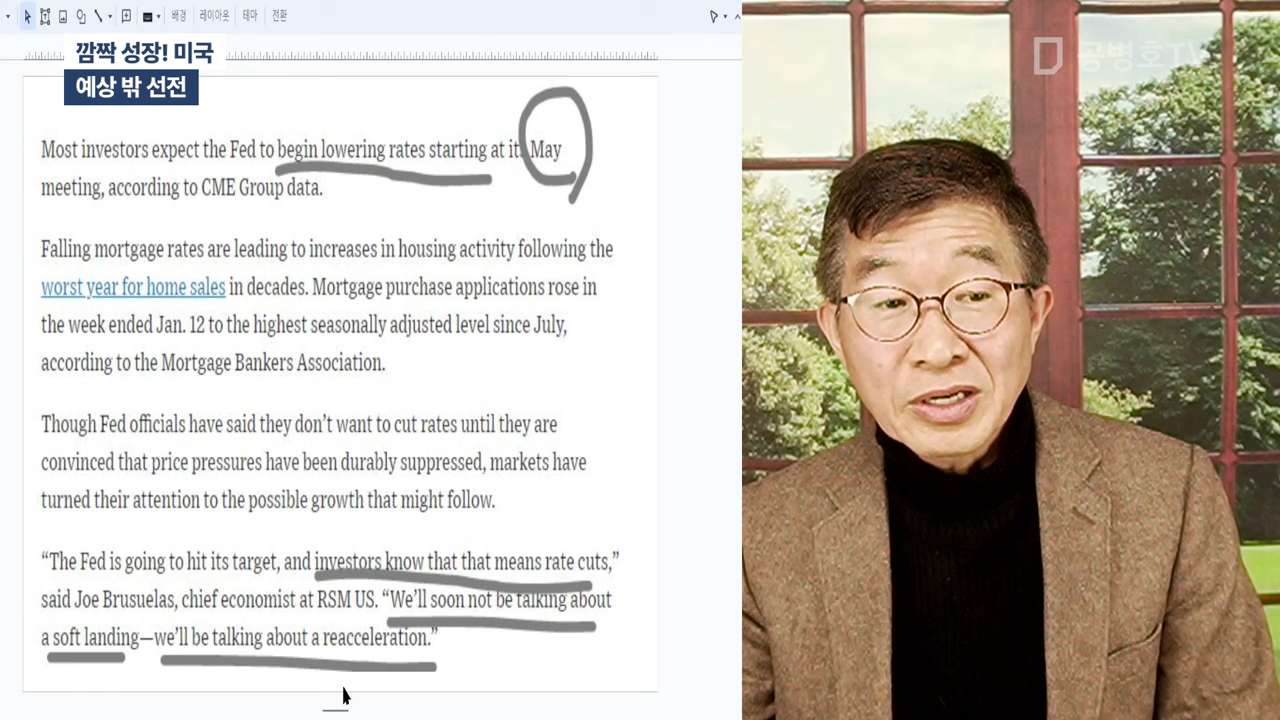 배경 레이아웃 테마 전환
깜짝 성장! 미국
예상 밖 선전
공병호TV
Most investors expect the Fed to begin lowering rates starting at its May
meeting, according to CME Group data.
Falling mortgage rates are leading to increases in housing activity following the
worst year for home sales in decades. Mortgage purchase applications rose in
the week ended Jan. 12 to the highest seasonally adjusted level since July,
according to the Mortgage Bankers Association.
Though Fed officials have said they don’t want to cut rates until they are
convinced that price pressures have been durably suppressed, markets have
turned their attention to the possible growth that might follow.
“The Fed is going to hit its target, and investors know that that means rate cuts,”
said Joe Brusuelas, chief economist at RSM US. “We’ll soon not be talking about
a soft landing—we’ll be talking about a reacceleration.”